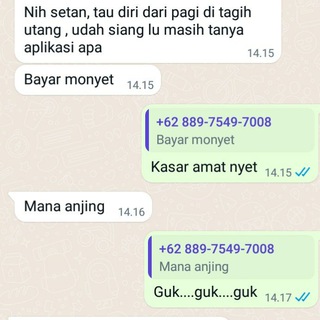 Nih setan, tau diri dari pagi di tagih
utang , udah siang lu masih tanya
aplikasi apa
14.15
Bayar monyet 14.15
+62 889-7549-7008
Bayar monyet
Kasar amat nyet 14.15
Mana anjing 14.16
+62 889-7549-7008
Mana anjing
Guk....guk....guk 14.17